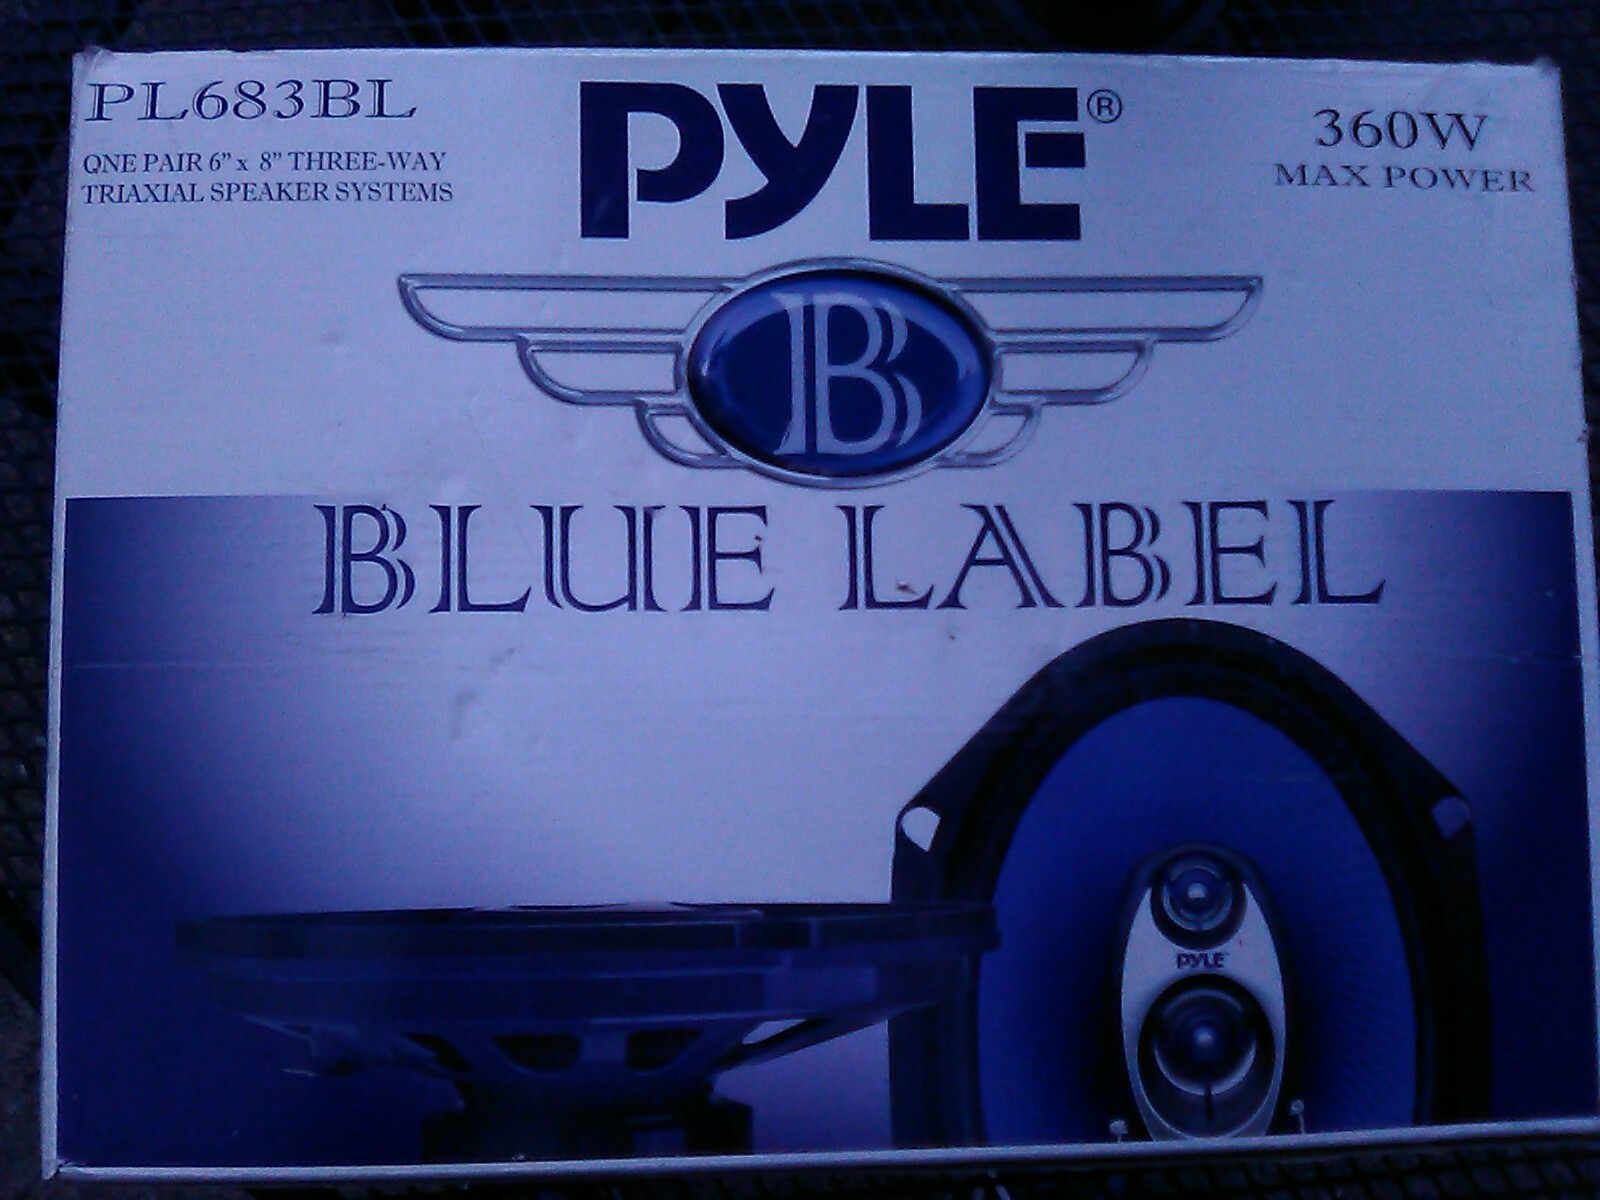 PL683BL
ONE PAIR 6" x 8" THREE-WAY
TRIAXIAL SPEAKER SYSTEMS
PYLE®
360W
MAX POWER
B
BLUE LABEL
PYLE